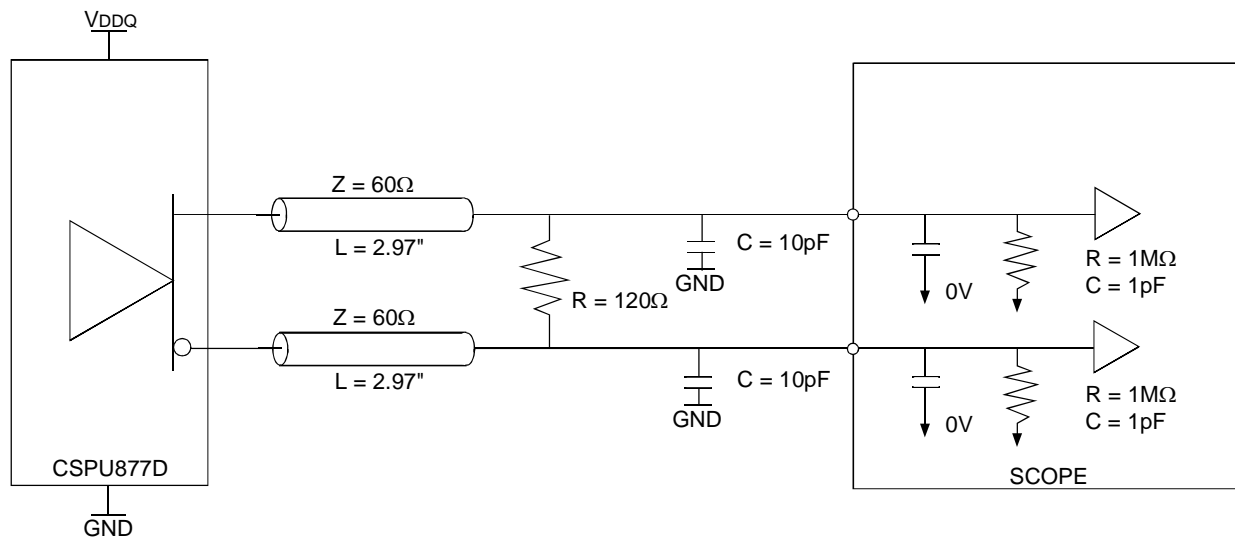 VDDQ
Z = 60Ω
L = 2.97"
C = 10pF
GND
R = 120Ω
0V
R = 1MΩ
C = 1pF
Z = 60Ω
L = 2.97"
C = 10pF
GND
0V
R = 1MΩ
C = 1pF
CSPU877D
SCOPE
GND